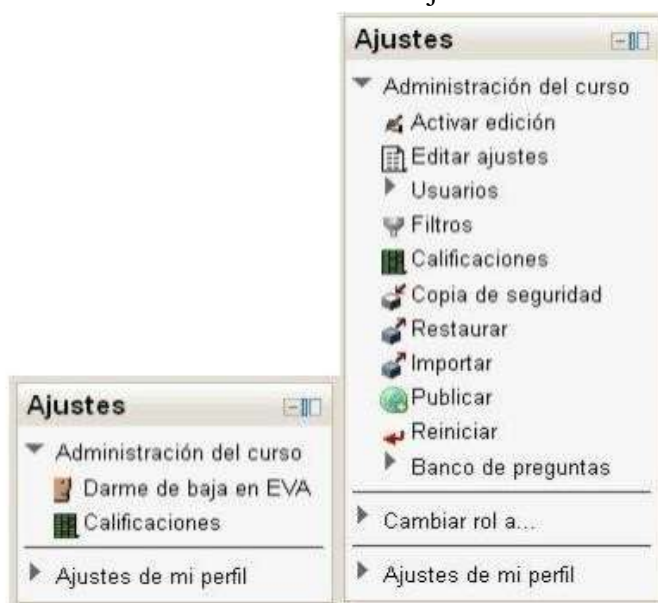 Ajustes
Administración del curso
Darme de baja en EVA
Calificaciones
Ajustes de mi perfil
Ajustes
Administración del curso
Activar edición
Editar ajustes
Usuarios
Filtros
Calificaciones
Copia de seguridad
Restaurar
Importar
Publicar
Reiniciar
Banco de preguntas
Cambiar rol a...
Ajustes de mi perfil